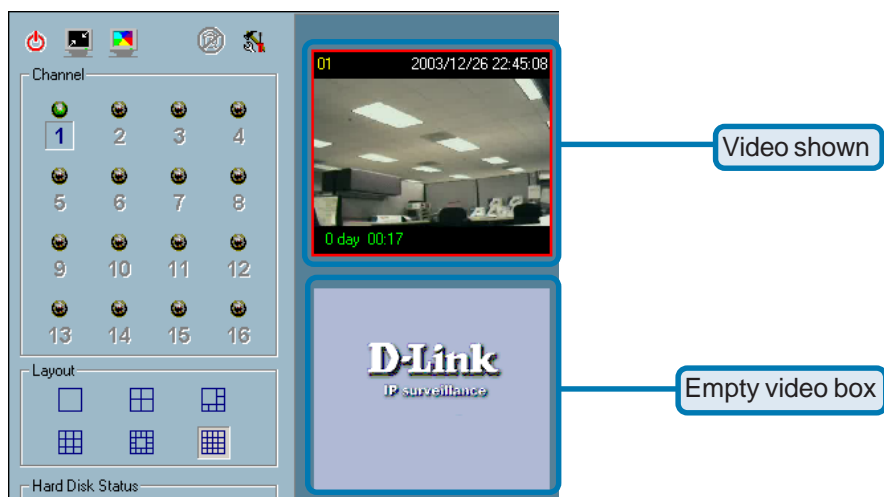 Channel
1 2 3 4
5 6 7 8
9 10 11 12
13 14 15 16
Layout
Hard Disk Status
01 2003/12/26 22:45:08
0 day 00:17
D-Link
IP surveillance
Video shown
Empty video box